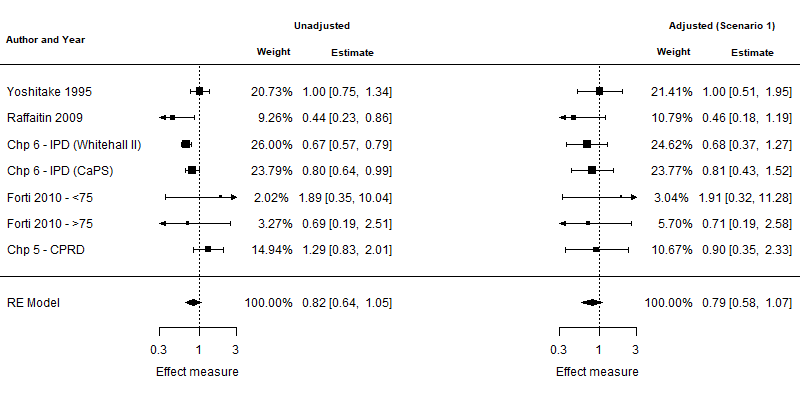 Unadjusted Adjusted (Scenario 1)
Author and Year Weight Estimate Weight Estimate
Yoshitake 1995 20.73% 1.00 [0.75, 1.34] 21.41% 1.00 [0.51, 1.95]
Raffaitin 2009 9.26% 0.44 [0.23, 0.86] 10.79% 0.46 [0.18, 1.19]
Chp 6 - IPD (Whitehall II) 26.00% 0.67 [0.57, 0.79] 24.62% 0.68 [0.37, 1.27]
Chp 6 - IPD (CaPS) 23.79% 0.80 [0.64, 0.99] 23.77% 0.81 [0.43, 1.52]
Forti 2010 - <75 2.02% 1.89 [0.35, 10.04] 3.04% 1.91 [0.32, 11.28]
Forti 2010 - >75 3.27% 0.69 [0.19, 2.51] 5.70% 0.71 [0.19, 2.58]
Chp 5 - CPRD 14.94% 1.29 [0.83, 2.01] 10.67% 0.90 [0.35, 2.33]
RE Model 100.00% 0.82 [0.64, 1.05] 100.00% 0.79 [0.58, 1.07]
0.3 1 3 0.3 1 3
Effect measure Effect measure